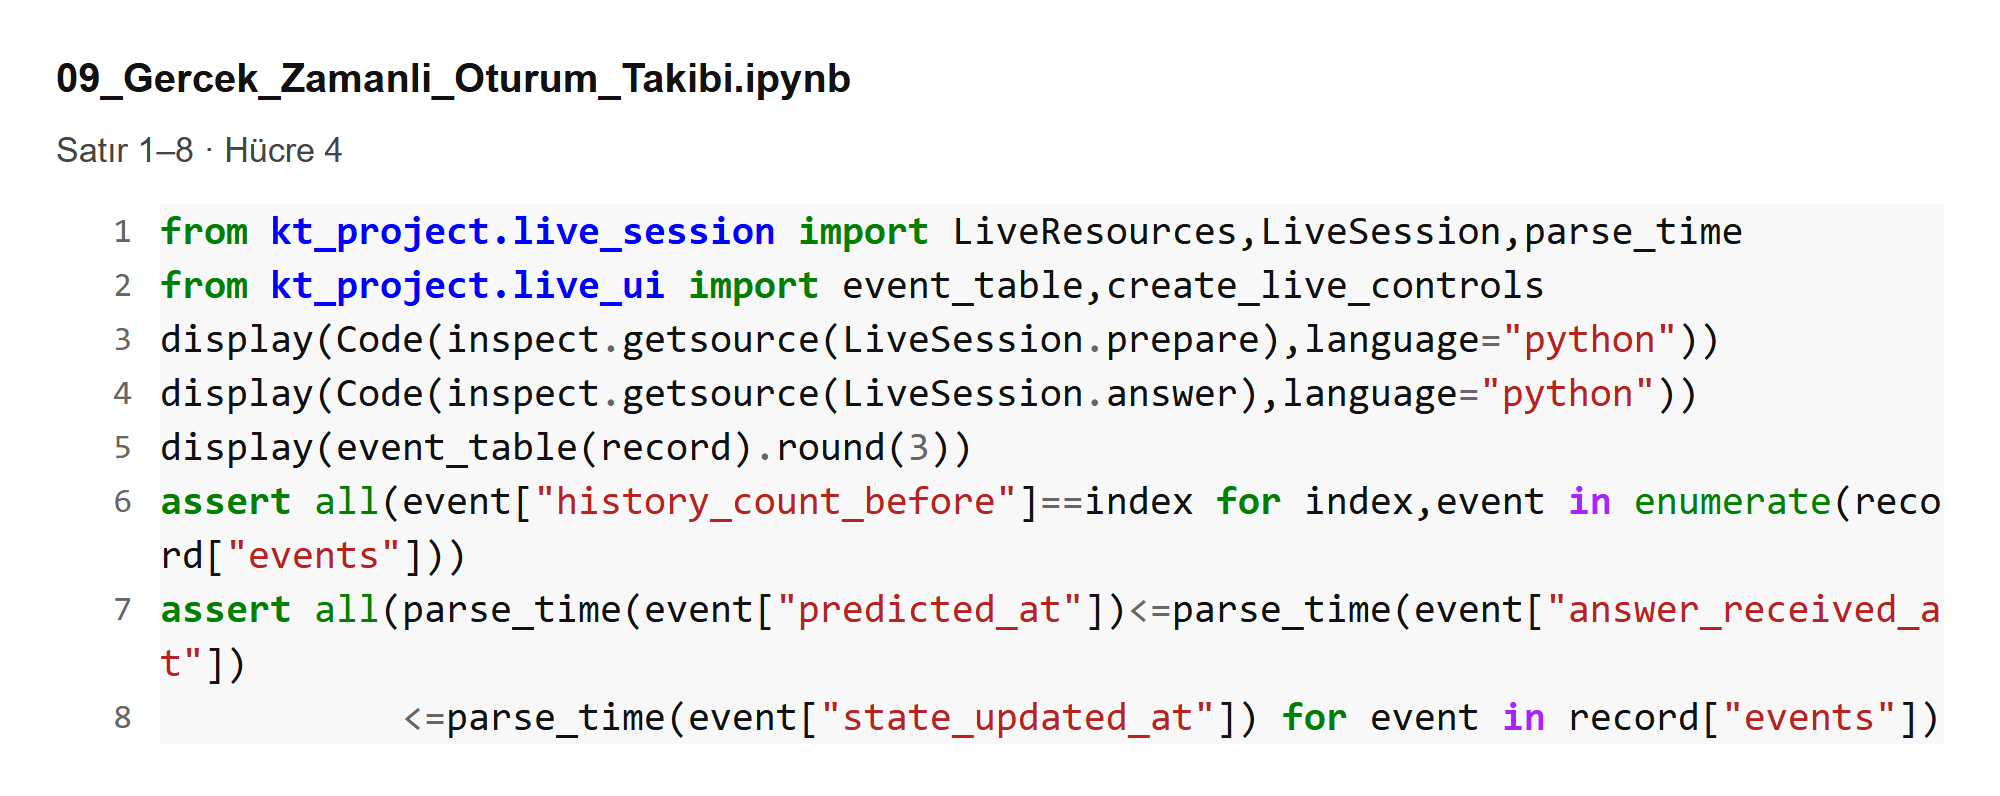 09_Gercek_Zamanli_Oturum_Takibi.ipynb
Satır 1–8 · Hücre 4
1 from kt_project.live_session import LiveResources,LiveSession,parse_time
2 from kt_project.live_ui import event_table,create_live_controls
3 display(Code(inspect.getsource(LiveSession.prepare),language="python"))
4 display(Code(inspect.getsource(LiveSession.answer),language="python"))
5 display(event_table(record).round(3))
6 assert all(event["history_count_before"]==index for index,event in enumerate(reco
rd["events"]))
7 assert all(parse_time(event["predicted_at"])<=parse_time(event["answer_received_a
t"])
8            <=parse_time(event["state_updated_at"]) for event in record["events"])